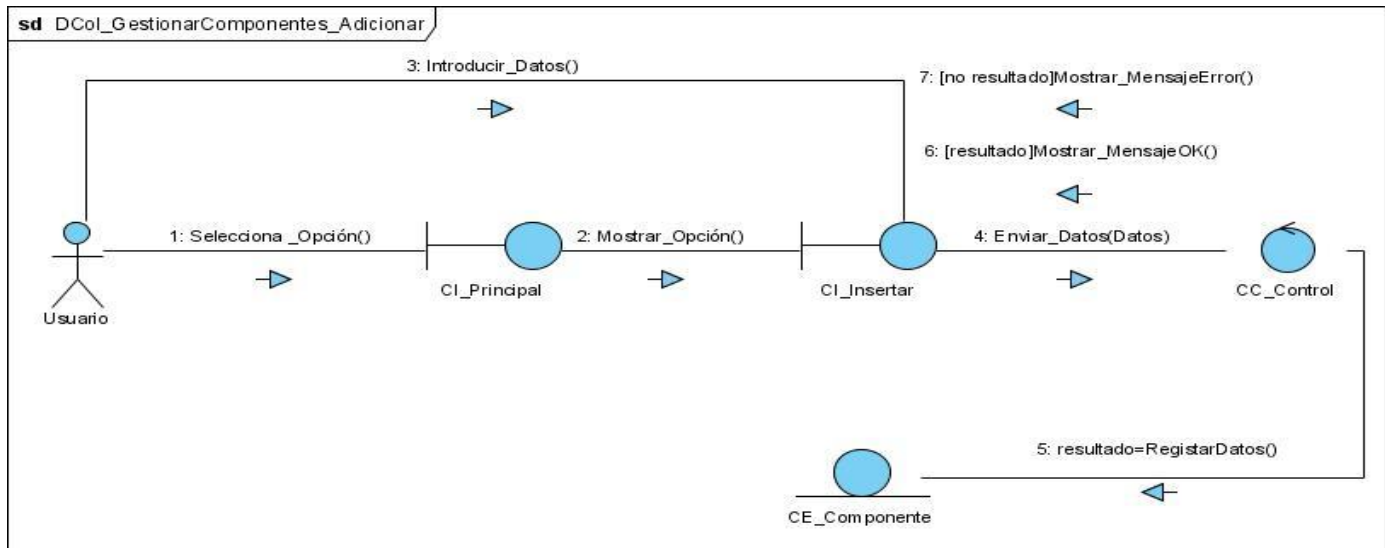 sd DCol_GestionarComponentes_Adicionar
3: Introducir_Datos()
7: [no resultado]Mostrar_MensajeError()
6: [resultado]Mostrar_MensajeOK()
1: Selecciona _Opción()
2: Mostrar_Opción()
4: Enviar_Datos(Datos)
CI_Principal
CI_Insertar
CC_Control
Usuario
5: resultado=RegistarDatos()
CE_Componente